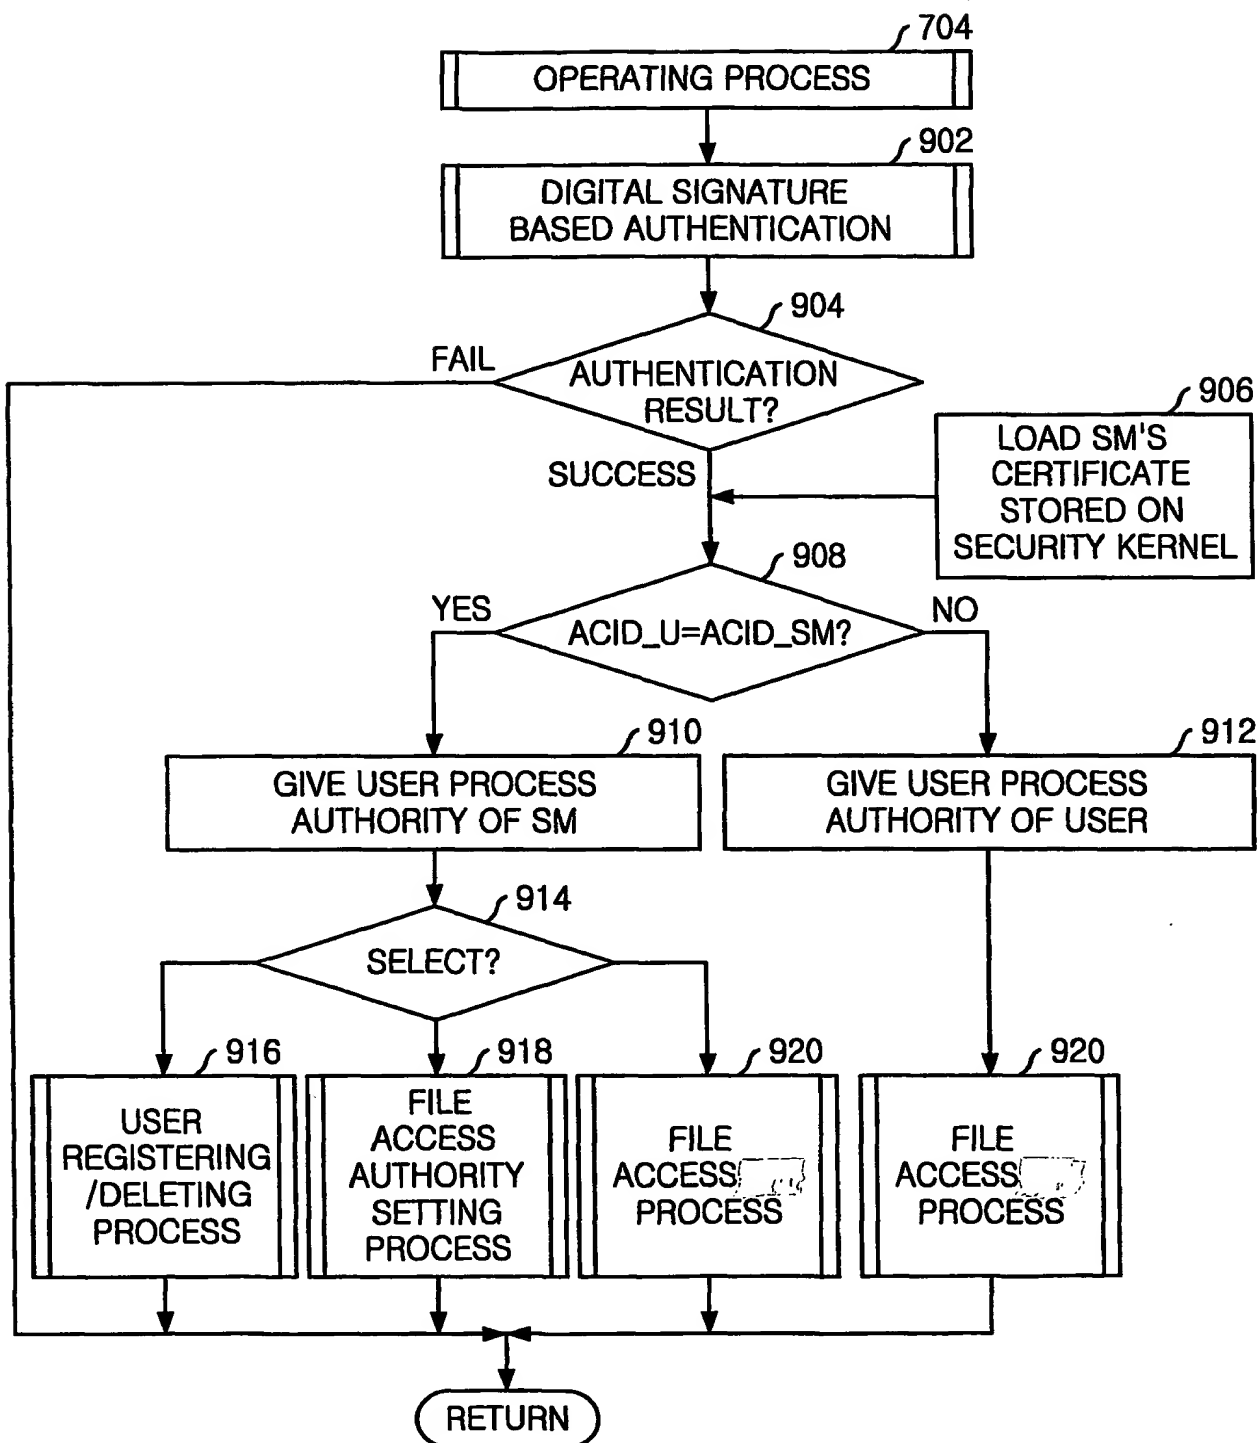 704
OPERATING PROCESS
902
DIGITAL SIGNATURE
BASED AUTHENTICATION
904
FAIL
AUTHENTICATION
RESULT?
906
LOAD SM'S
CERTIFICATE
STORED ON
SECURITY KERNEL
SUCCESS
908
YES
NO
ACID_U=ACID_SM?
910
GIVE USER PROCESS
AUTHORITY OF SM
912
GIVE USER PROCESS
AUTHORITY OF USER
914
SELECT?
916
USER
REGISTERING
/DELETING
PROCESS
918
FILE
ACCESS
AUTHORITY
SETTING
PROCESS
920
FILE
ACCESS
PROCESS
920
FILE
ACCESS
PROCESS
RETURN